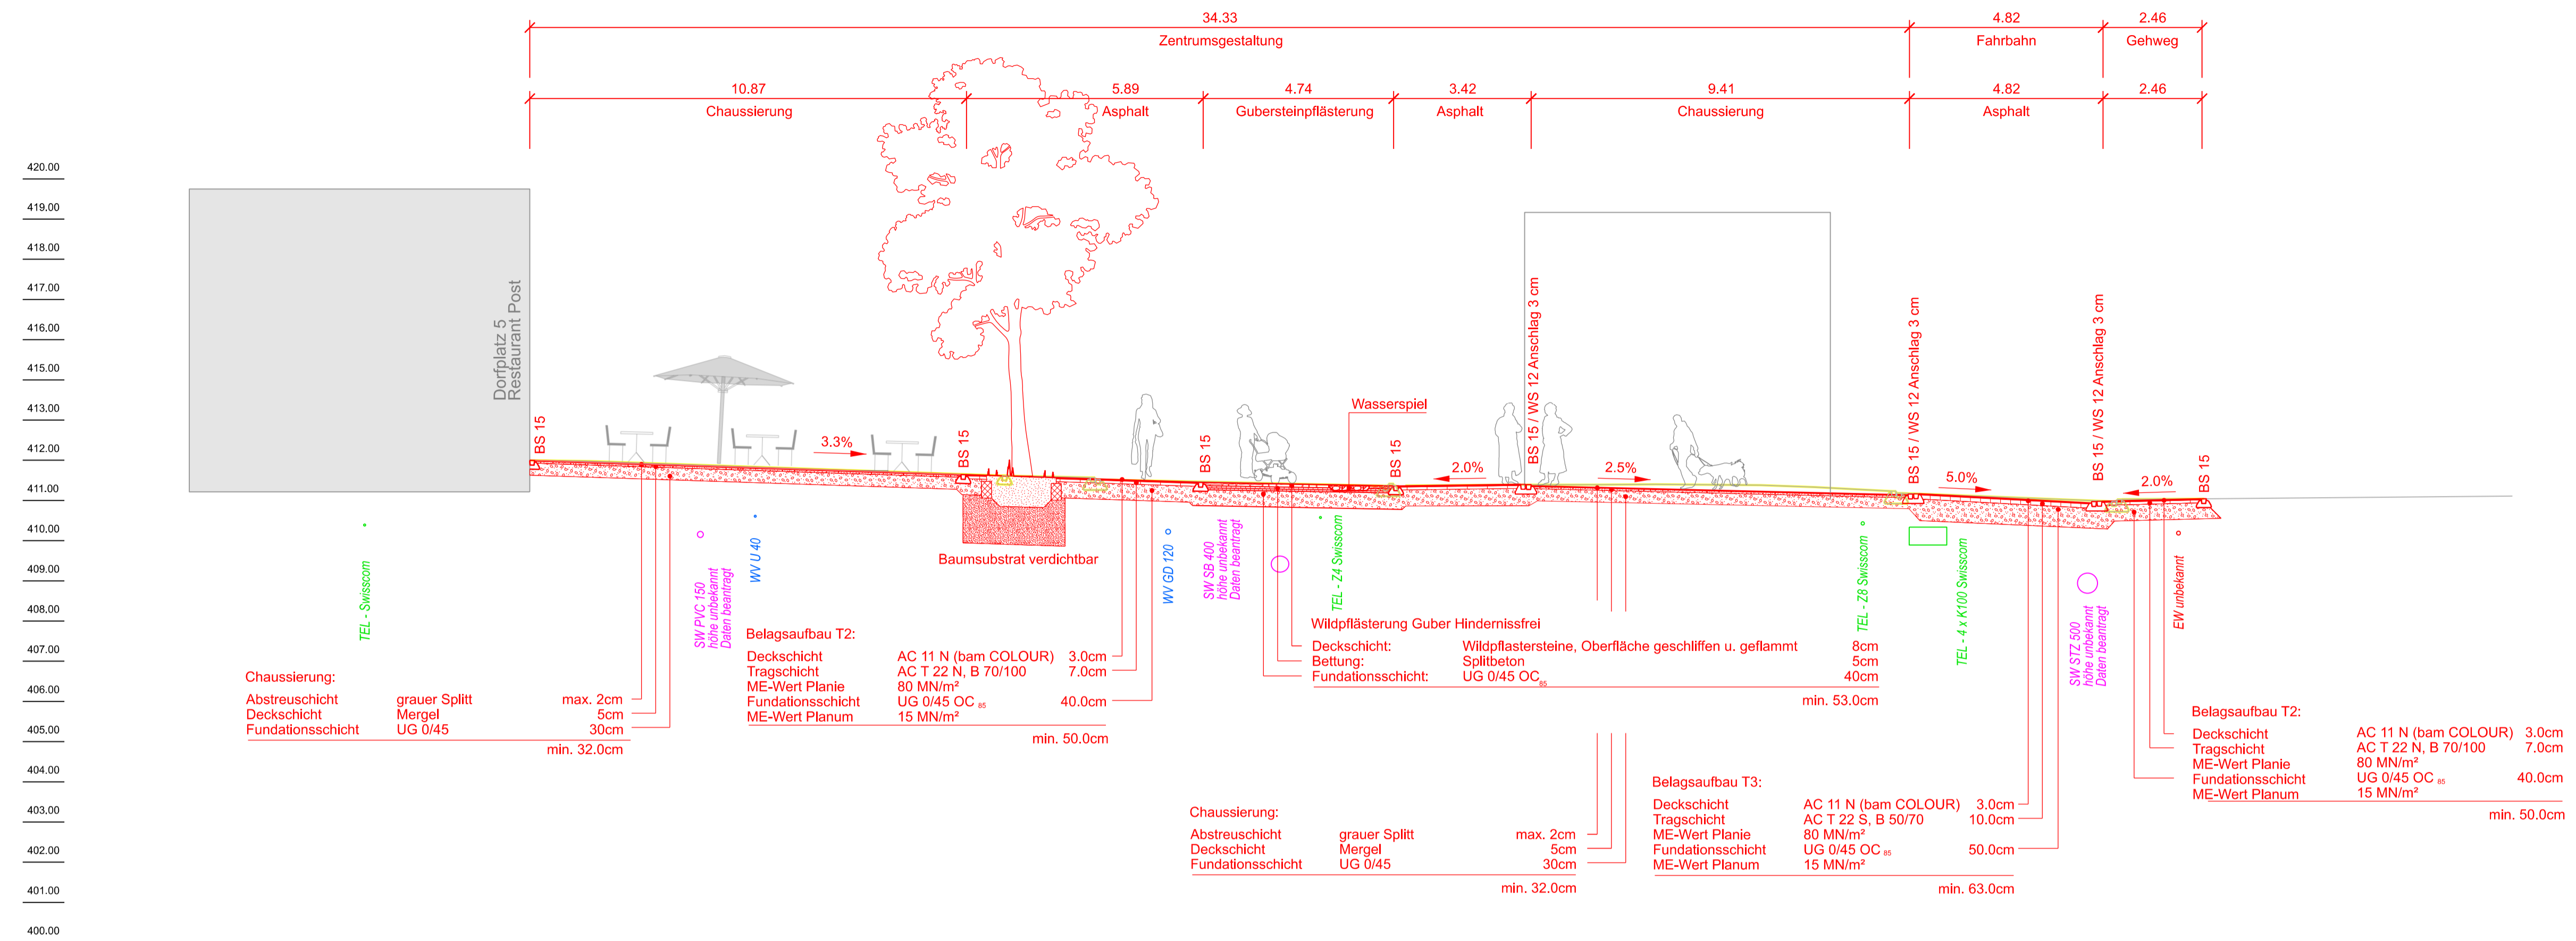 34.33
4.82
2.46
Zentrumsgestaltung
Fahrbahn
Gehweg
10.87
5.89
4.74
3.42
9.41
4.82
2.46
Chaussierung
Asphalt
Gubersteinpflästerung
Asphalt
Chaussierung
Asphalt
420.00
419.00
418.00
417.00
416.00
415.00
414.00
413.00
412.00
411.00
410.00
409.00
408.00
407.00
406.00
405.00
404.00
403,00
402.00
401.00
400.00
Dorfplatz 5
Restaurant Post
BS 15
3.3%
BS 15
BS 15
Wasserspiel
BS 15
2.0%
BS 15 / WS 12 Anschlag 3 cm
2.5%
BS 15 / WS 12 Anschlag 3 cm
5.0%
BS 15 / WS 12 Anschlag 3 cm
2.0%
BS 15
Baumsubstrat verdichtbar
TEL - Swisscom
SW PVC 150
höhe unbekannt
Daten beantragt
WV U 40
WV GD 120
SW SB 400
höhe unbekannt
Daten beantragt
TEL - Z4 Swisscom
TEL - Z8 Swisscom
TEL - 4 x K100 Swisscom
SW STZ 500
höhe unbekannt
Daten beantragt
EW unbekannt
Chaussierung:
Abstreuschicht grauer Splitt max. 2cm
Deckschicht Mergel 5cm
Fundationsschicht UG 0/45 30cm
min. 32.0cm
Belagsaufbau T2:
Deckschicht AC 11 N (bam COLOUR) 3.0cm
Tragschicht AC T 22 N, B 70/100 7.0cm
ME-Wert Planie 80 MN/m²
Fundationsschicht UG 0/45 OC 85 40.0cm
ME-Wert Planum 15 MN/m²
min. 50.0cm
Wildpflästerung Guber Hindernissfrei
Deckschicht: Wildpflastersteine, Oberfläche geschliffen u. geflammt 8cm
Bettung: Splitbeton 5cm
Fundationsschicht: UG 0/45 OC85 40cm
min. 53.0cm
Chaussierung:
Abstreuschicht grauer Splitt max. 2cm
Deckschicht Mergel 5cm
Fundationsschicht UG 0/45 30cm
min. 32.0cm
Belagsaufbau T3:
Deckschicht AC 11 N (bam COLOUR) 3.0cm
Tragschicht AC T 22 S, B 50/70 10.0cm
ME-Wert Planie 80 MN/m²
Fundationsschicht UG 0/45 OC 85 50.0cm
ME-Wert Planum 15 MN/m²
min. 63.0cm
Belagsaufbau T2:
Deckschicht AC 11 N (bam COLOUR) 3.0cm
Tragschicht AC T 22 N, B 70/100 7.0cm
ME-Wert Planie 80 MN/m²
Fundationsschicht UG 0/45 OC 85 40.0cm
ME-Wert Planum 15 MN/m²
min. 50.0cm